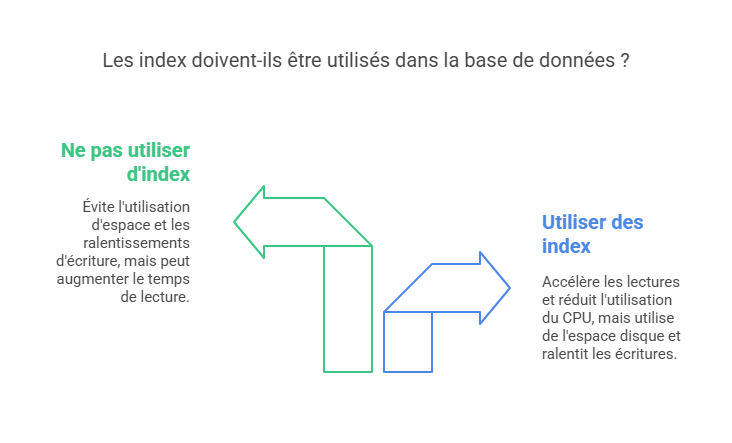 Les index doivent-ils être utilisés dans la base de données ?
Ne pas utiliser
d'index
Évite l'utilisation
d'espace et les
ralentissements
d'écriture, mais peut
augmenter le temps
de lecture.
Utiliser des
index
Accélère les lectures
et réduit l'utilisation
du CPU, mais utilise
de l'espace disque et
ralentit les écritures.